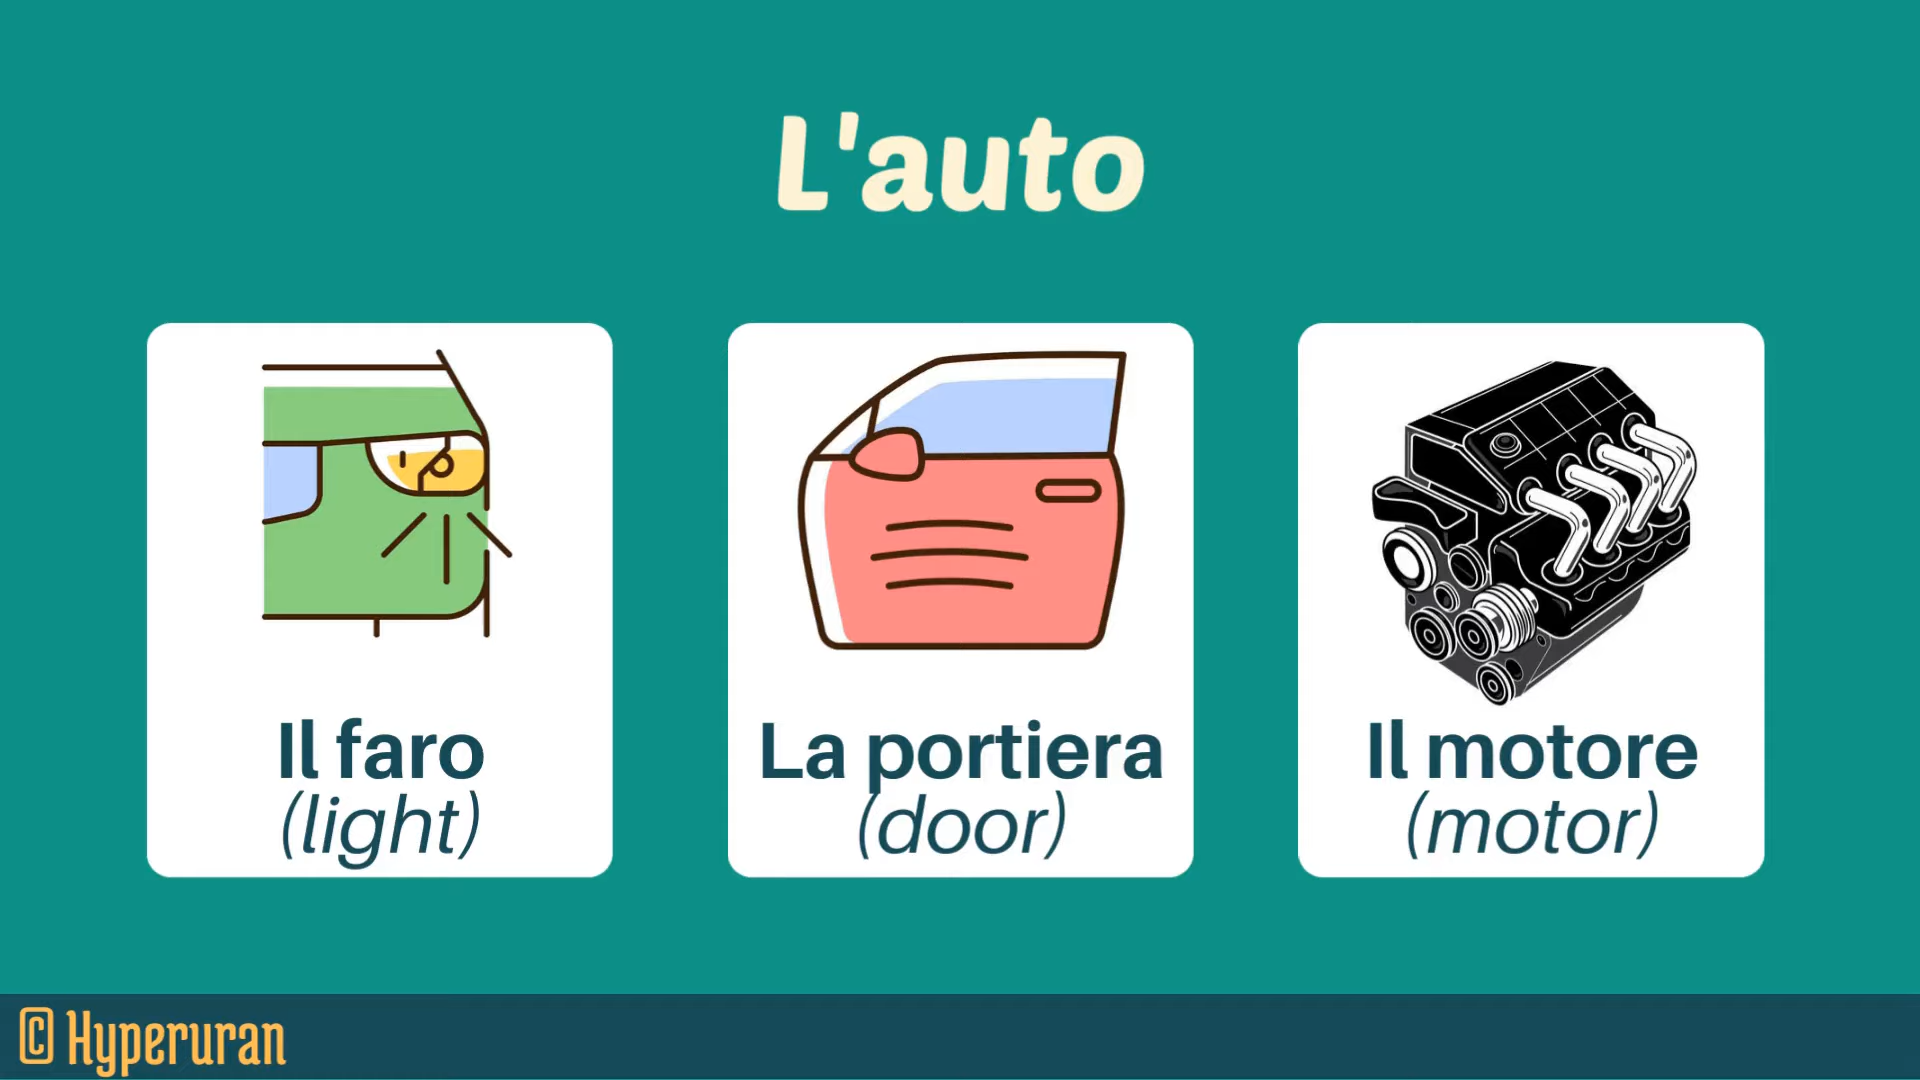 L'auto
Il faro
(light)
La portiera
(door)
Il motore
(motor)
© Hyperuran